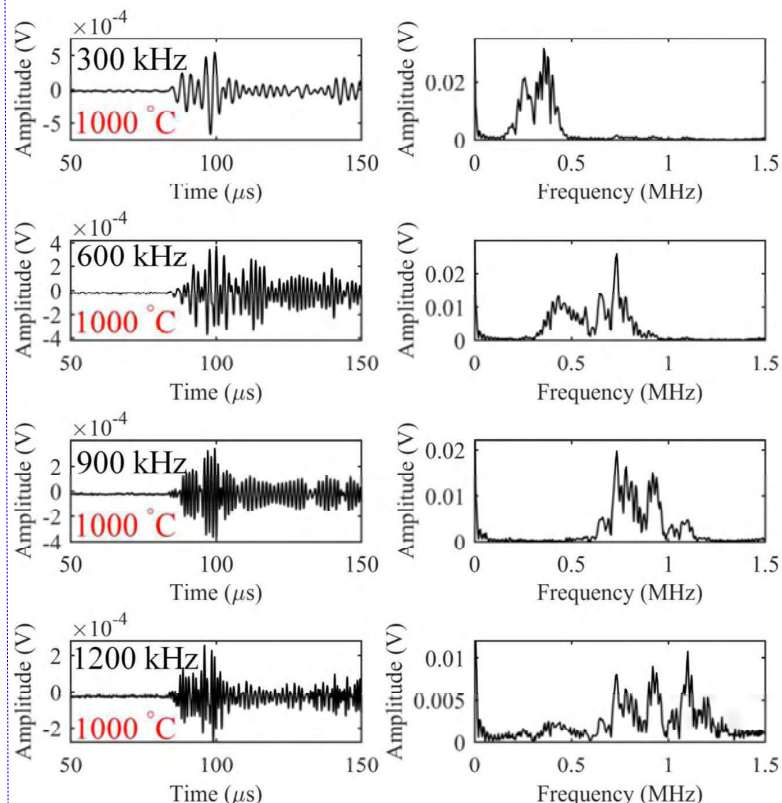 ×10⁻⁴
Amplitude (V)
5
0
-5
300 kHz
1000 °C
50 100 150
Time (μs)
Amplitude (V)
0.02
0
0 0.5 1 1.5
Frequency (MHz)
×10⁻⁴
Amplitude (V)
4
2
0
-2
-4
600 kHz
1000 °C
50 100 150
Time (μs)
Amplitude (V)
0.02
0.01
0
0 0.5 1 1.5
Frequency (MHz)
×10⁻⁴
Amplitude (V)
2
0
-2
-4
900 kHz
1000 °C
50 100 150
Time (μs)
Amplitude (V)
0.02
0.01
0
0 0.5 1 1.5
Frequency (MHz)
×10⁻⁴
Amplitude (V)
2
0
-2
1200 kHz
1000 °C
50 100 150
Time (μs)
Amplitude (V)
0.01
0.005
0
0 0.5 1 1.5
Frequency (MHz)